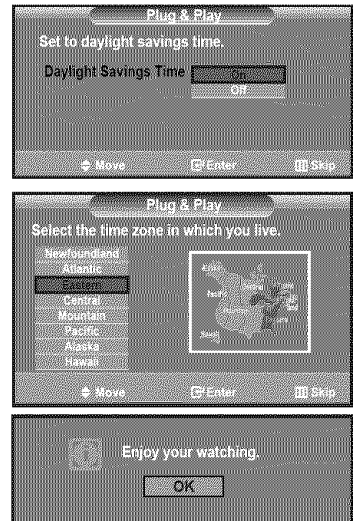 Plug & Play
Set to daylight savings time.
Daylight Savings Time On
Off
Move Enter Skip
Plug & Play
Select the time zone in which you live.
Newfoundland
Atlantic
Eastern
Central
Mountain
Pacific
Alaska
Hawaii
Move Enter Skip
Enjoy your watching.
OK